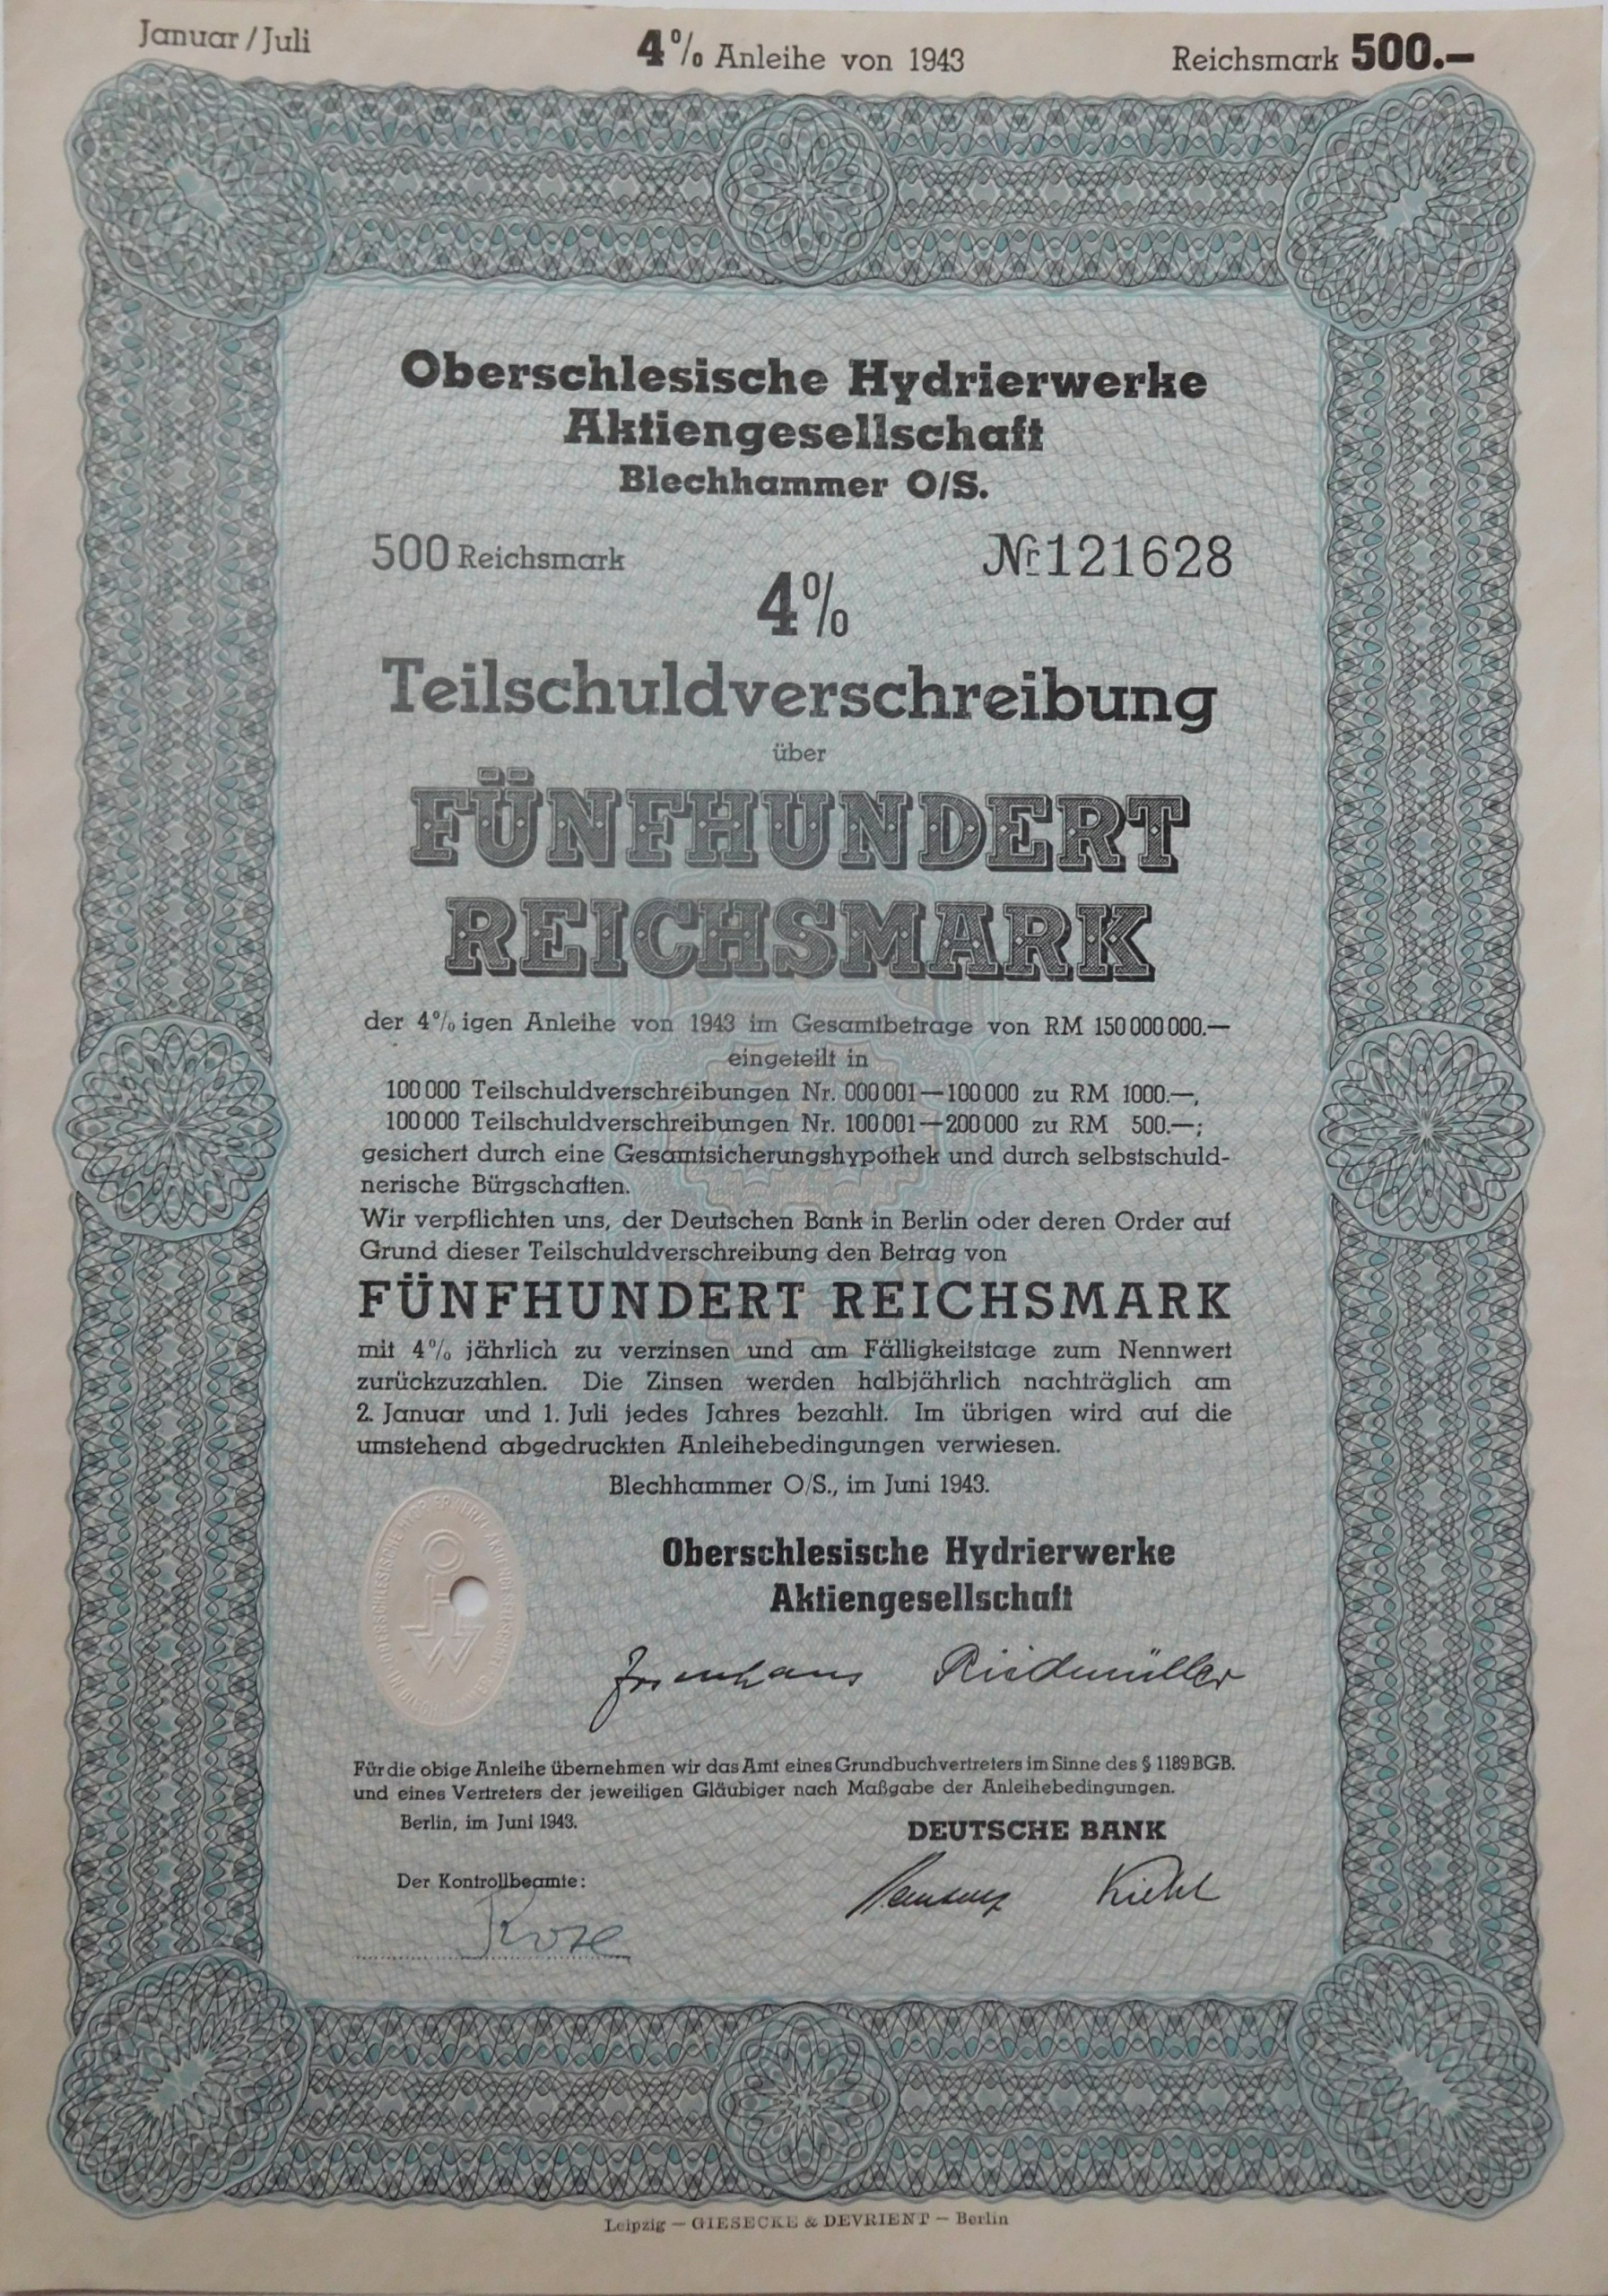 Januar / Juli
4% Anleihe von 1943
Reichsmark 500.—
Oberschlesische Hydrierwerke
Aktiengesellschaft
Blechhammer O/S.
500 Reichsmark
Nr 121628
4%
Teilschuldverschreibung
über
FÜNFHUNDERT
REICHSMARK
der 4%igen Anleihe von 1943 im Gesamtbetrage von RM 150 000 000.—
eingeteilt in
100 000 Teilschuldverschreibungen Nr. 000 001—100 000 zu RM 1000.—,
100 000 Teilschuldverschreibungen Nr. 100 001—200 000 zu RM 500.—;
gesichert durch eine Gesamtsicherungshypothek und durch selbstschuld-
nerische Bürgschaften.
Wir verpflichten uns, der Deutschen Bank in Berlin oder deren Order auf
Grund dieser Teilschuldverschreibung den Betrag von
FÜNFHUNDERT REICHSMARK
mit 4% jährlich zu verzinsen und am Fälligkeitstage zum Nennwert
zurückzuzahlen. Die Zinsen werden halbjährlich nachträglich am
2. Januar und 1. Juli jedes Jahres bezahlt. Im übrigen wird auf die
umstehend abgedruckten Anleihebedingungen verwiesen.
Blechhammer O/S., im Juni 1943.
Oberschlesische Hydrierwerke
Aktiengesellschaft
Riedmüller
Für die obige Anleihe übernehmen wir das Amt eines Grundbuchvertreters im Sinne des § 1189 BGB.
und eines Vertreters der jeweiligen Gläubiger nach Maßgabe der Anleihebedingungen.
Berlin, im Juni 1943.
DEUTSCHE BANK
Der Kontrollbeamte:
Kiehl
Leipzig — GIESECKE & DEVRIENT — Berlin